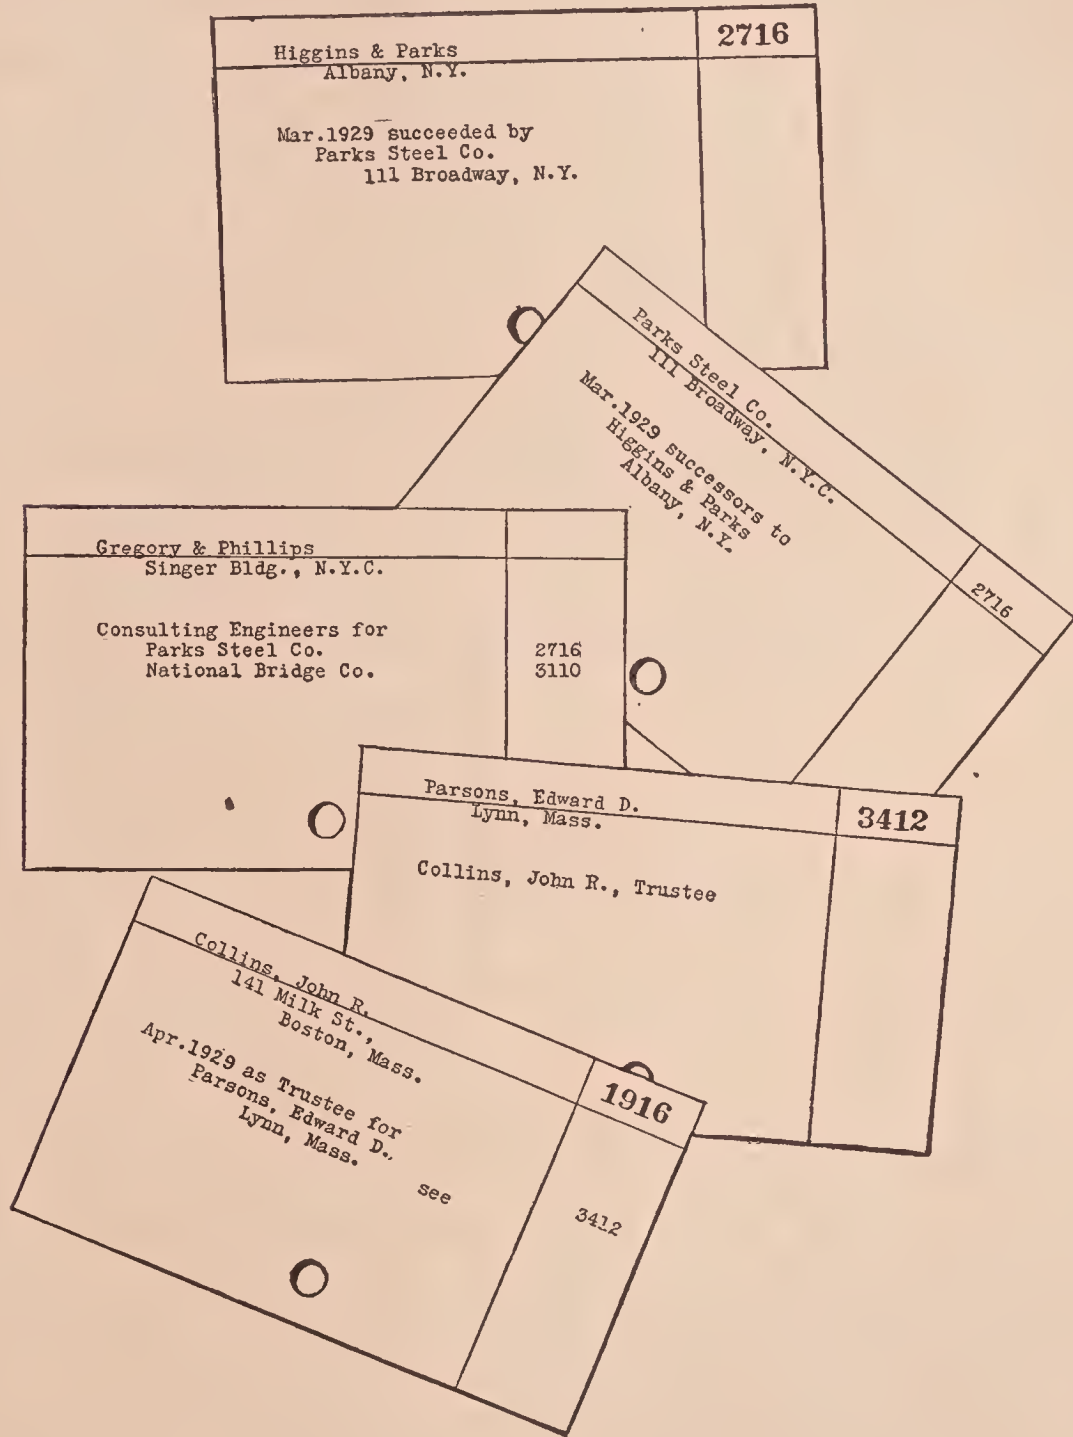 Higgins & Parks 2716
Albany, N.Y.
Mar.1929 succeeded by
Parks Steel Co.
111 Broadway, N.Y.
Parks Steel Co.
111 Broadway, N.Y.C.
2716
Mar.1929 successors to
Higgins & Parks
Albany, N.Y.
Gregory & Phillips
Singer Bldg., N.Y.C.
Consulting Engineers for
Parks Steel Co. 2716
National Bridge Co. 3110
Parsons, Edward D. 3412
Lynn, Mass.
Collins, John R., Trustee
Collins, John R. 1916
141 Milk St.,
Boston, Mass.
Apr.1929 as Trustee for
Parsons, Edward D.,
Lynn, Mass.
see 3412